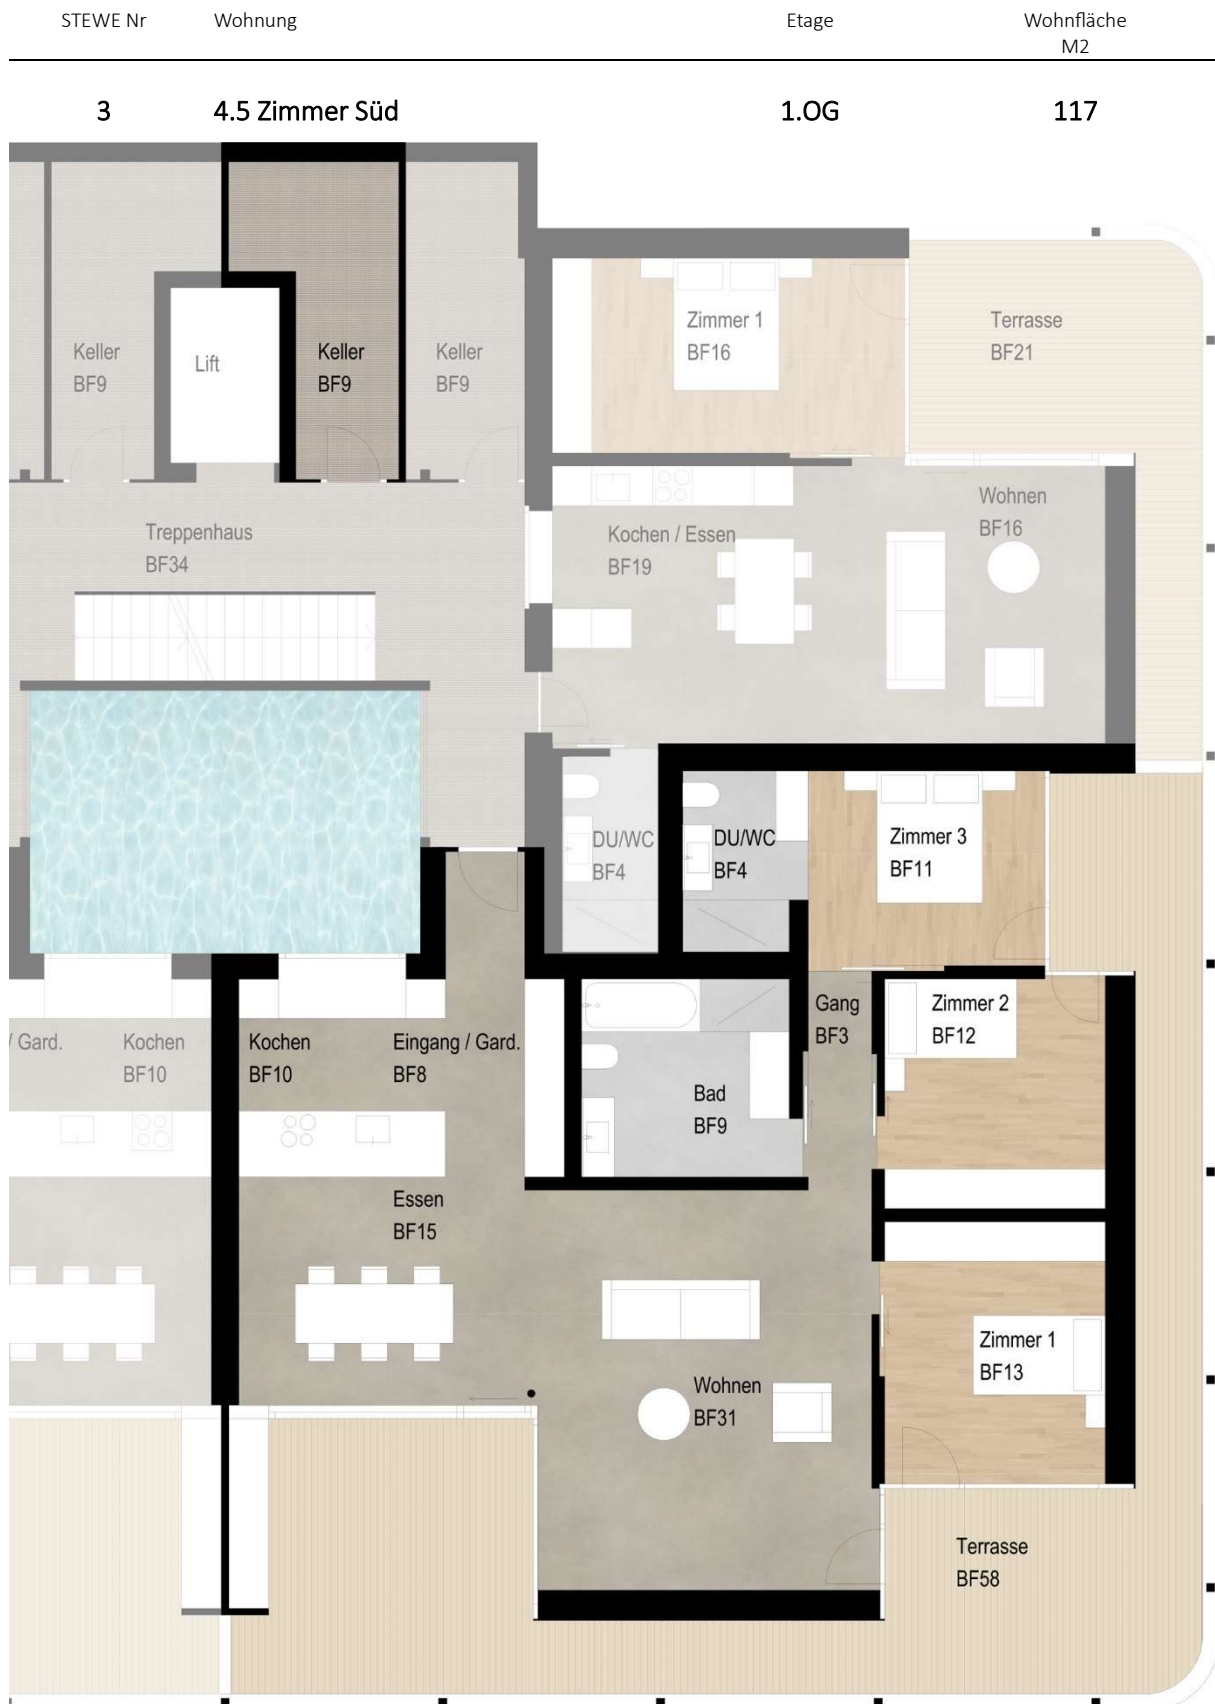 STEWE Nr Wohnung Etage Wohnfläche
M2
3 4.5 Zimmer Süd 1.OG 117
Zimmer 1
BF16
Terrasse
BF21
Keller
BF9
Lift
Keller
BF9
Keller
BF9
Wohnen
BF16
Treppenhaus
BF34
Kochen / Essen
BF19
DU/WC
BF4
DU/WC
BF4
Zimmer 3
BF11
/ Gard.
Kochen
BF10
Kochen
BF10
Eingang / Gard.
BF8
Bad
BF9
Gang
BF3
Zimmer 2
BF12
Essen
BF15
Zimmer 1
BF13
Wohnen
BF31
Terrasse
BF58